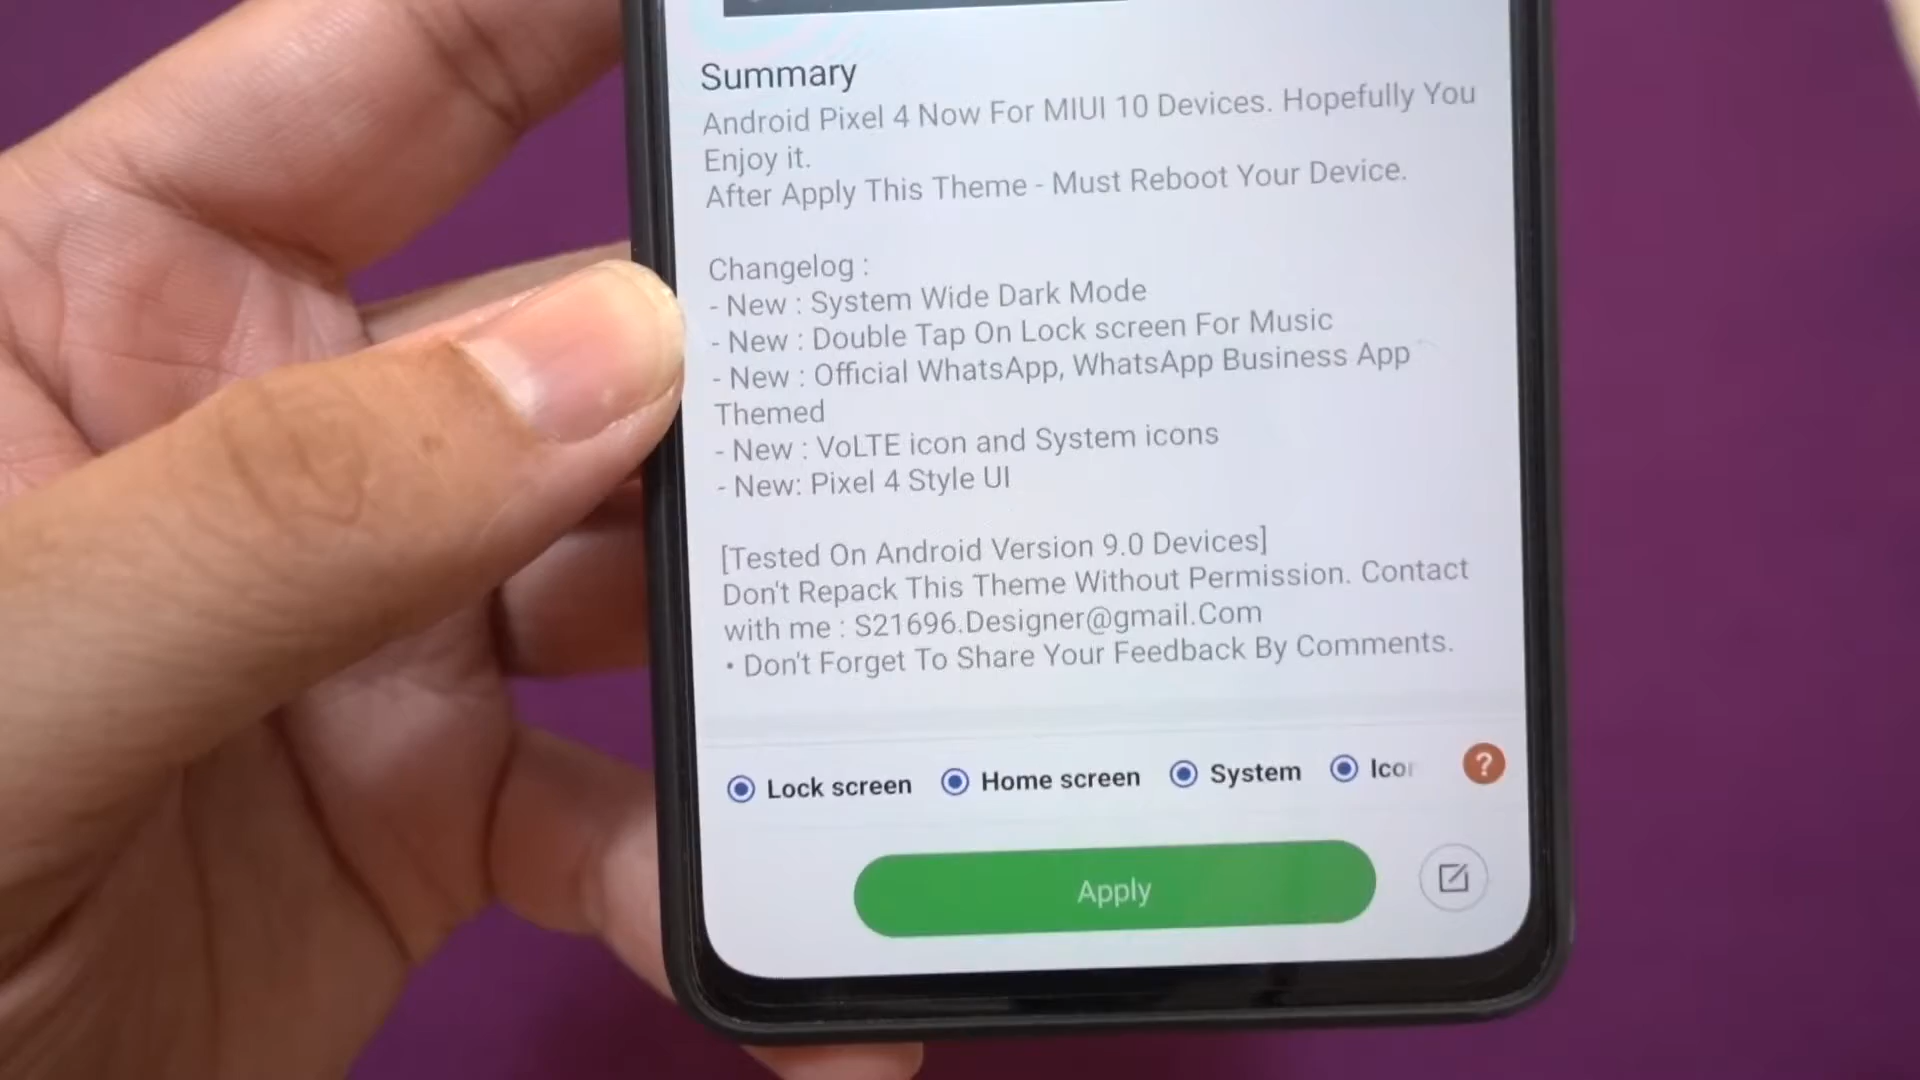 Summary
Android Pixel 4 Now For MIUI 10 Devices. Hopefully You
Enjoy it.
After Apply This Theme - Must Reboot Your Device.
Changelog :
- New : System Wide Dark Mode
- New : Double Tap On Lock screen For Music
- New : Official WhatsApp, WhatsApp Business App
Themed
- New : VoLTE icon and System icons
- New: Pixel 4 Style UI
[Tested On Android Version 9.0 Devices]
Don't Repack This Theme Without Permission. Contact
with me : S21696.Designer@gmail.Com
• Don't Forget To Share Your Feedback By Comments.
Lock screen Home screen System ?
Apply